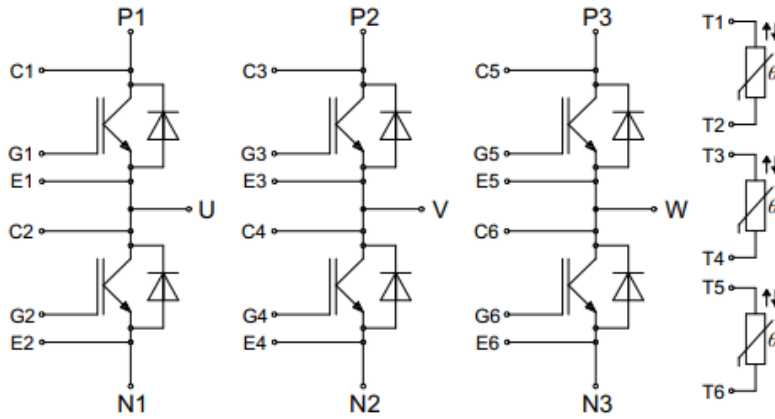 P1 P2 P3
T1
C1 C3 C5
θ
G1 G3 G5
T2
T3
E1 E3 E5
U V W
θ
C2 C4 C6
T4
T5
G2 G4 G6
E2 E4 E6
θ
T6
N1 N2 N3